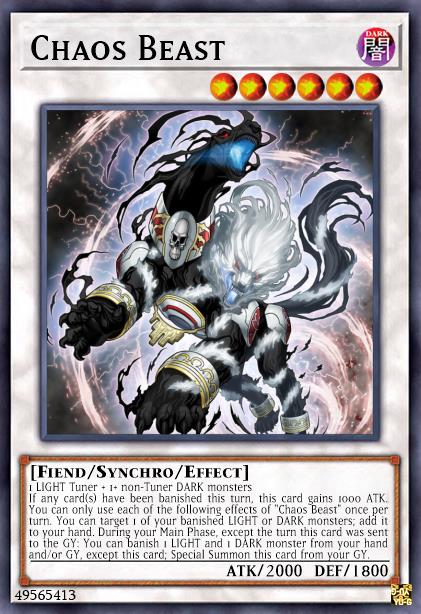 Chaos Beast
DARK
闇
[Fiend/Synchro/Effect]
1 LIGHT Tuner + 1+ non-Tuner DARK monsters
If any card(s) have been banished this turn, this card gains 1000 ATK.
You can only use each of the following effects of "Chaos Beast" once per
turn. You can target 1 of your banished LIGHT or DARK monsters; add it
to your hand. During your Main Phase, except the turn this card was sent
to the GY: You can banish 1 LIGHT and 1 DARK monster from your hand
and/or GY, except this card; Special Summon this card from your GY.
ATK/2000 DEF/1800
49565413